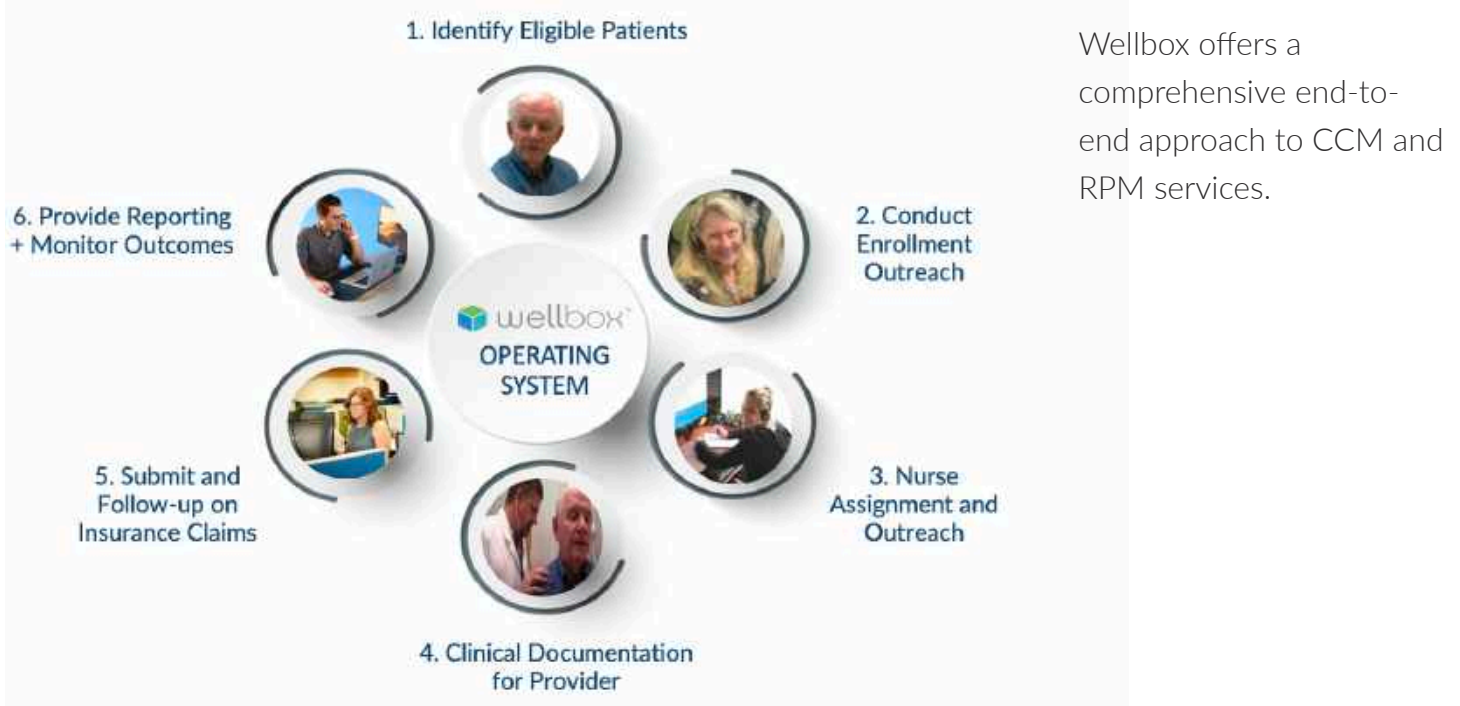 1. Identify Eligible Patients
2. Conduct
Enrollment
Outreach
3. Nurse
Assignment and
Outreach
4. Clinical Documentation
for Provider
5. Submit and
Follow-up on
Insurance Claims
6. Provide Reporting
+ Monitor Outcomes
wellbox™
OPERATING
SYSTEM
Wellbox offers a
comprehensive end-to-
end approach to CCM and
RPM services.